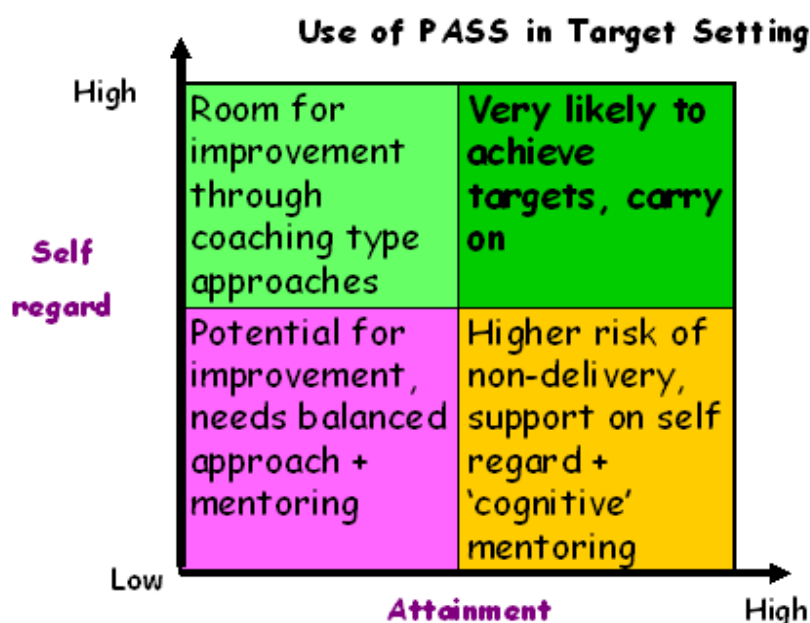 Use of PASS in Target Setting
High
Room for
improvement
through
coaching type
approaches
Very likely to
achieve
targets, carry
on
Self
regard
Potential for
improvement,
needs balanced
approach +
mentoring
Higher risk of
non-delivery,
support on self
regard +
‘cognitive’
mentoring
Low
Attainment
High